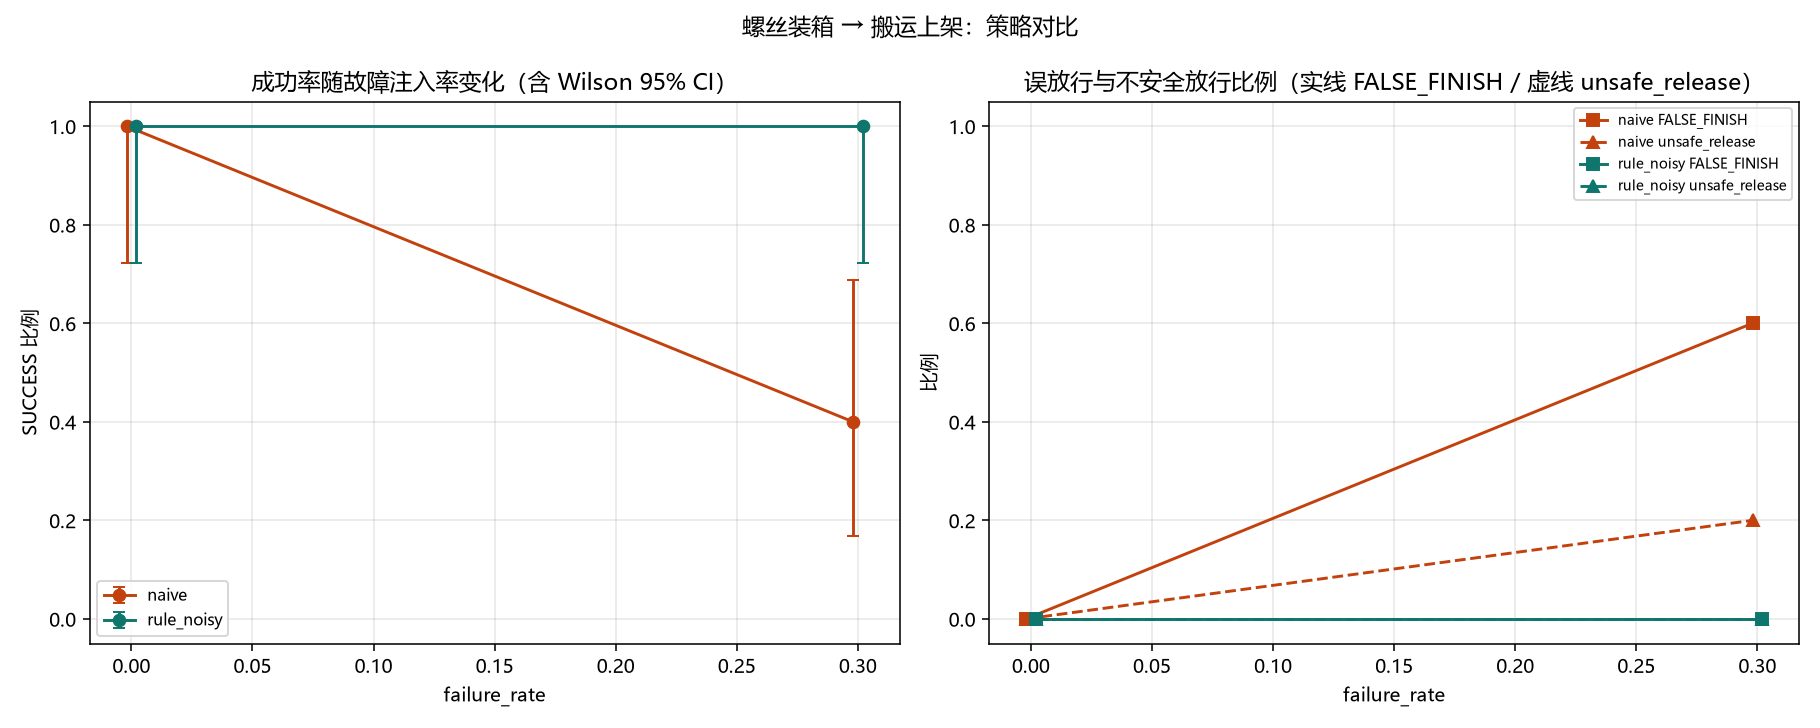 螺丝装箱 → 搬运上架：策略对比
成功率随故障注入率变化（含 Wilson 95% CI）
1.0
0.8
0.6
0.4
0.2
0.0
SUCCESS 比例
naive
rule_noisy
0.00 0.05 0.10 0.15 0.20 0.25 0.30
failure_rate
误放行与不安全放行比例（实线 FALSE_FINISH / 虚线 unsafe_release）
1.0
0.8
0.6
0.4
0.2
0.0
比例
naive FALSE_FINISH
naive unsafe_release
rule_noisy FALSE_FINISH
rule_noisy unsafe_release
0.00 0.05 0.10 0.15 0.20 0.25 0.30
failure_rate